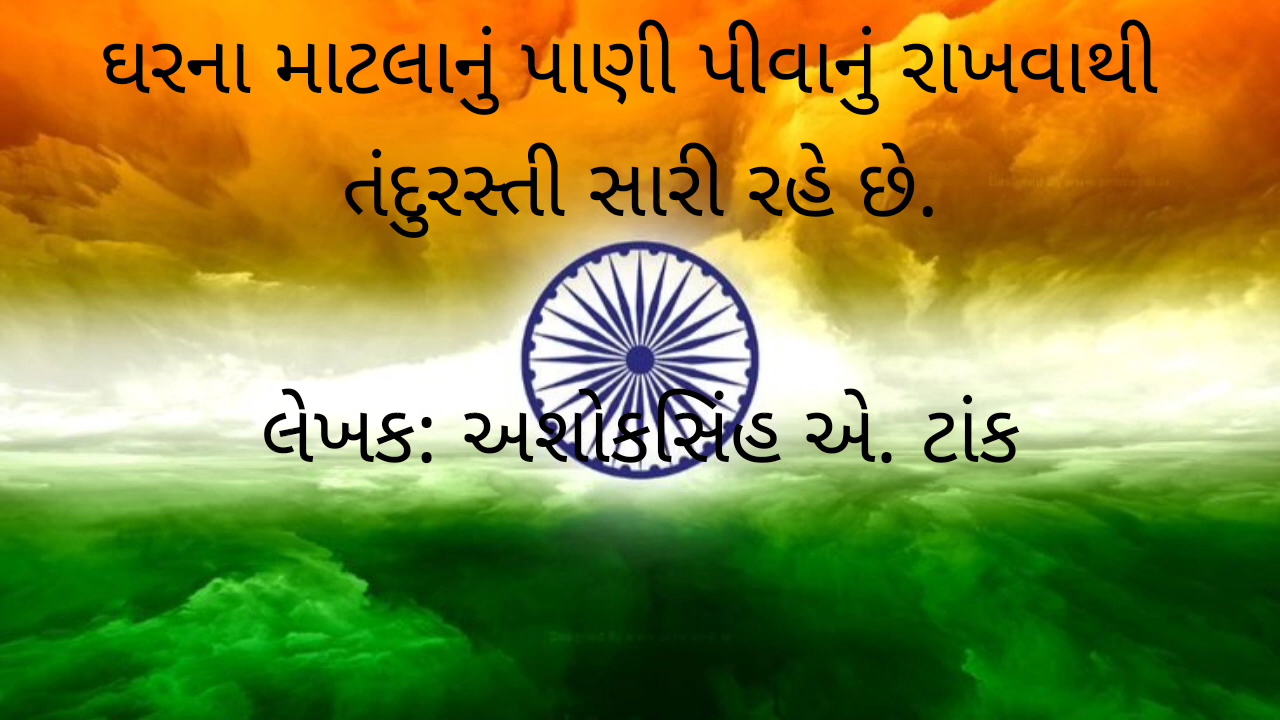 ઘરના માટલાનું પાણી પીવાનું રાખવાથી
તંદુરસ્તી સારી રહે છે.
લેખક: અશોકસિંહ એ. ટાંક